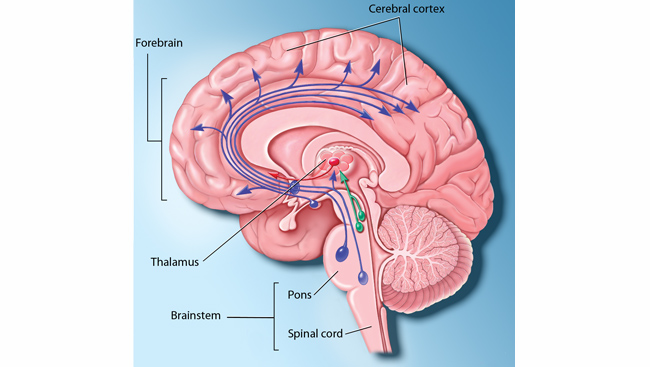 Cerebral cortex
Forebrain
Thalamus
Pons
Brainstem
Spinal cord